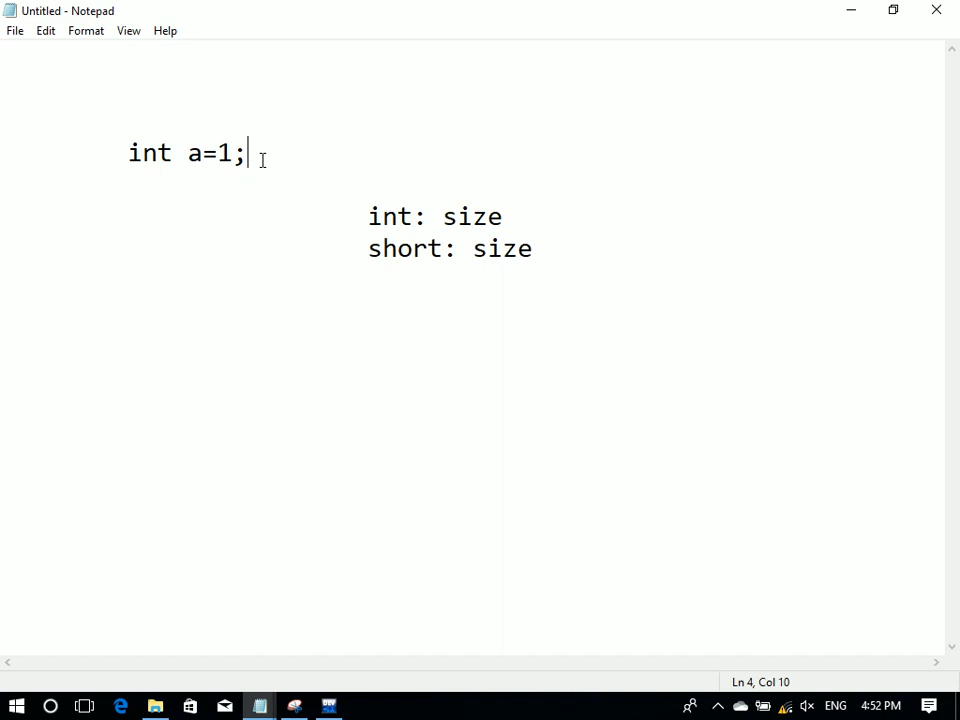 Untitled - Notepad
File Edit Format View Help
int a=1;
int: size
short: size
Ln 4, Col 10
ENG 4:52 PM